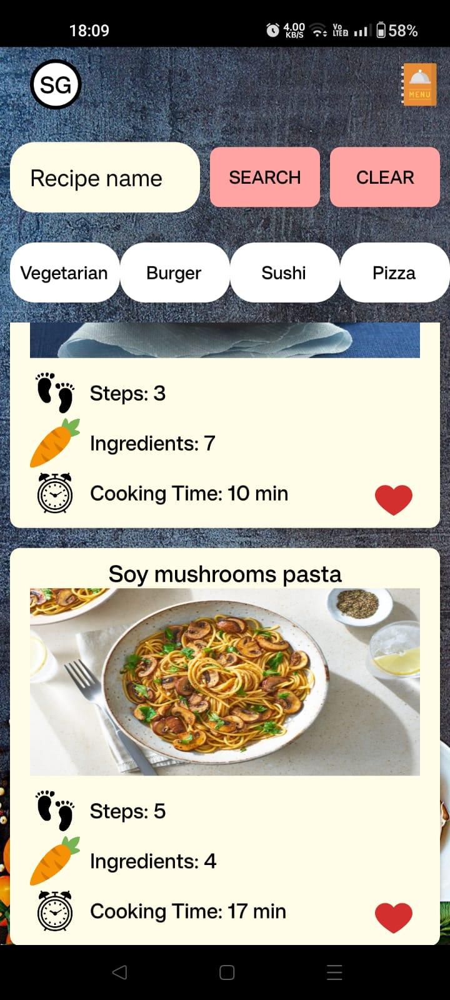 18:09 4.00 KB/S Vo LTE2 58%
SG MENU
Recipe name SEARCH CLEAR
Vegetarian Burger Sushi Pizza
Steps: 3
Ingredients: 7
Cooking Time: 10 min
Soy mushrooms pasta
Steps: 5
Ingredients: 4
Cooking Time: 17 min